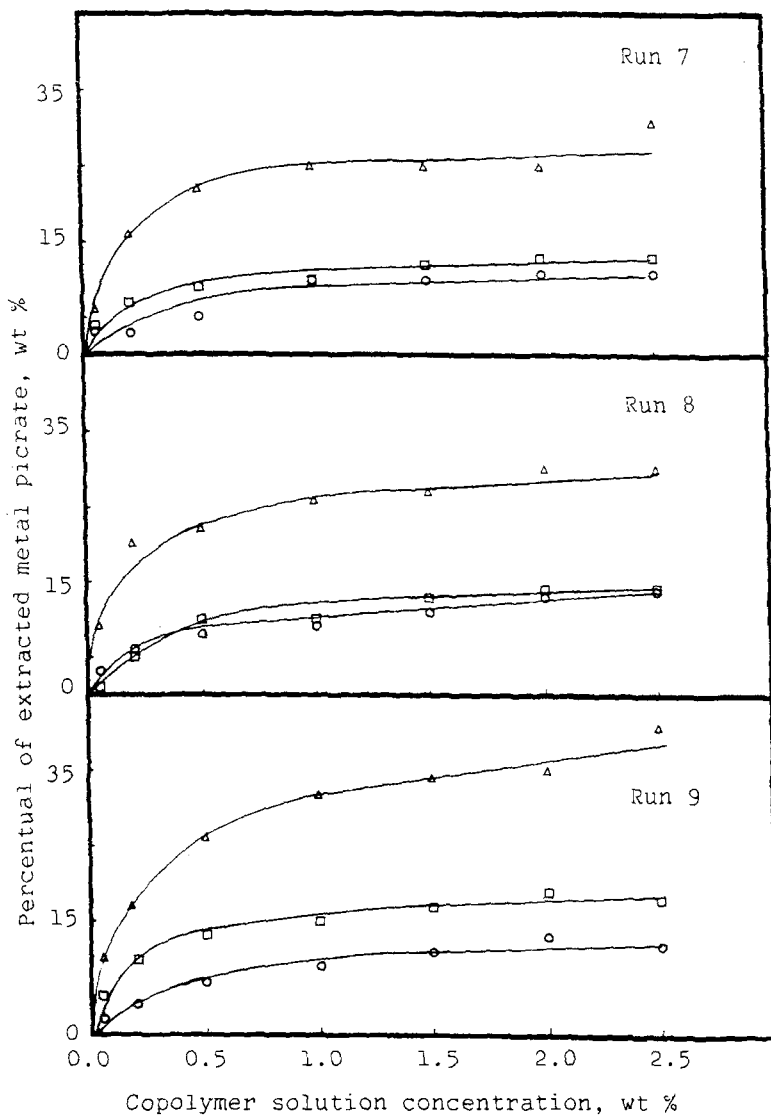 Percentual of extracted metal picrate, wt %
Run 7
35
15
0
Run 8
35
15
0
Run 9
35
15
0
0.0 0.5 1.0 1.5 2.0 2.5
Copolymer solution concentration, wt %